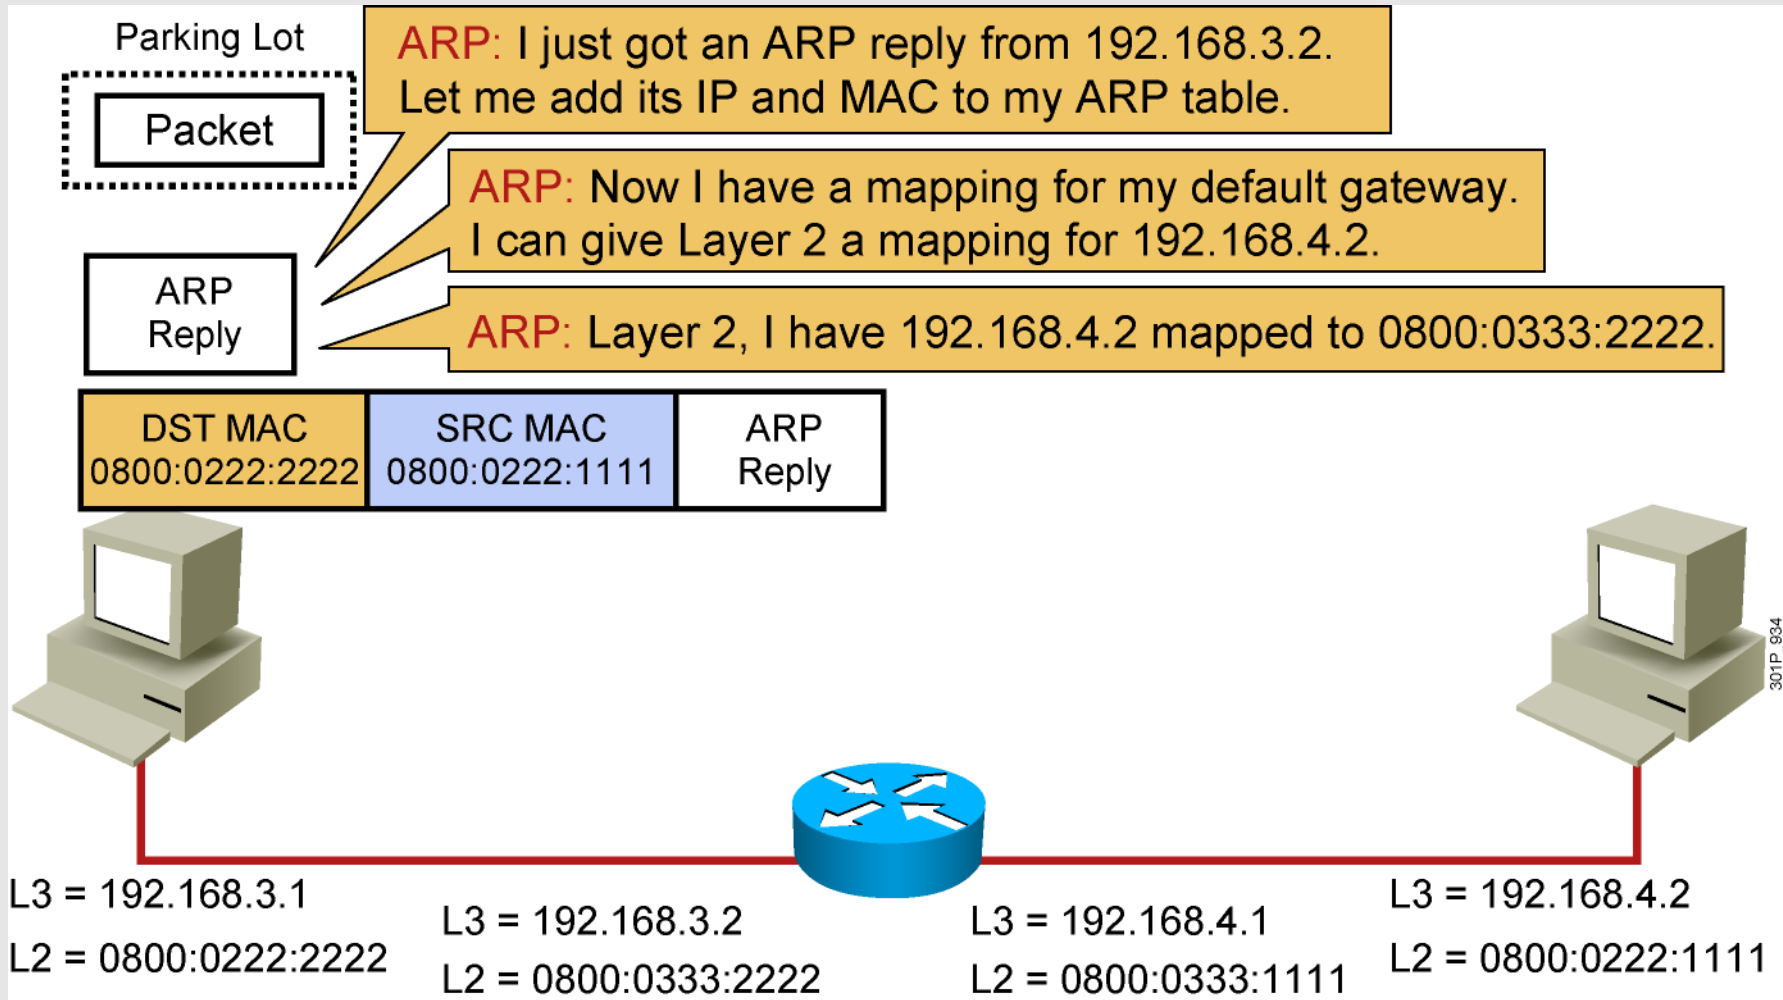 Parking Lot
Packet
ARP: I just got an ARP reply from 192.168.3.2.
Let me add its IP and MAC to my ARP table.
ARP: Now I have a mapping for my default gateway.
I can give Layer 2 a mapping for 192.168.4.2.
ARP
Reply
ARP: Layer 2, I have 192.168.4.2 mapped to 0800:0333:2222.
DST MAC
0800:0222:2222
SRC MAC
0800:0222:1111
ARP
Reply
301P_934
L3 = 192.168.3.1
L2 = 0800:0222:2222
L3 = 192.168.3.2
L2 = 0800:0333:2222
L3 = 192.168.4.1
L2 = 0800:0333:1111
L3 = 192.168.4.2
L2 = 0800:0222:1111